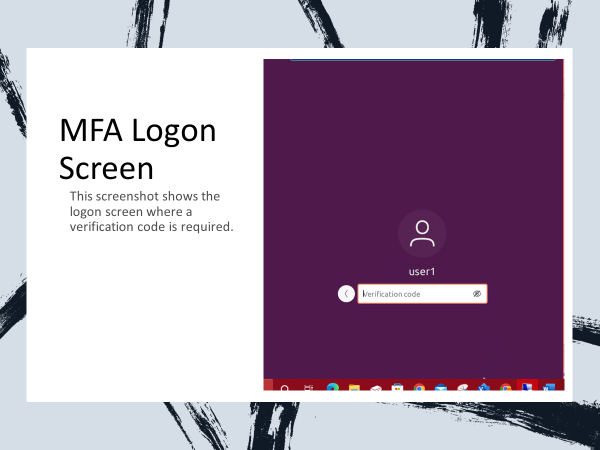 MFA Logon
Screen
This screenshot shows the
logon screen where a
verification code is required.
user1
Verification code